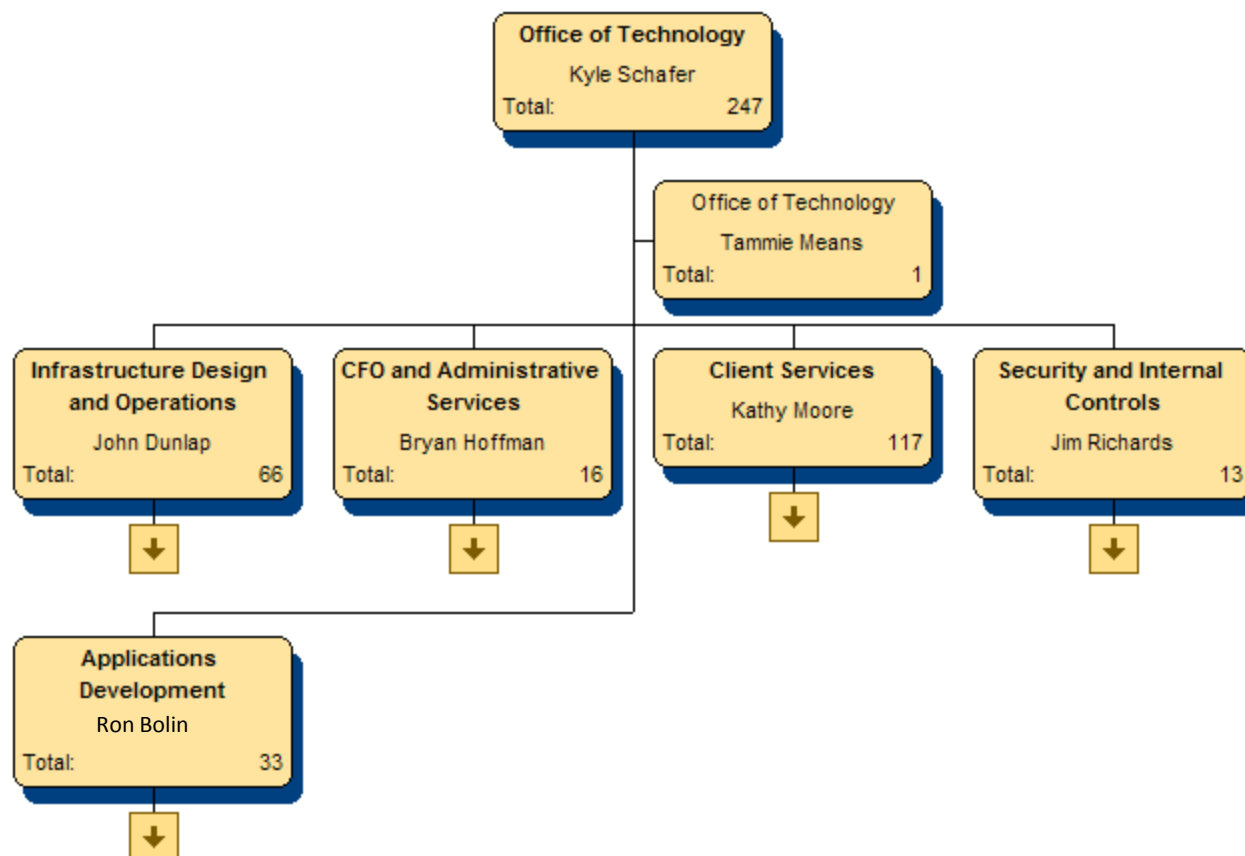 Office of Technology
Kyle Schafer
Total: 247
Office of Technology
Tammie Means
Total: 1
Infrastructure Design
and Operations
John Dunlap
Total: 66
CFO and Administrative
Services
Bryan Hoffman
Total: 16
Client Services
Kathy Moore
Total: 117
Security and Internal
Controls
Jim Richards
Total: 13
Applications
Development
Ron Bolin
Total: 33